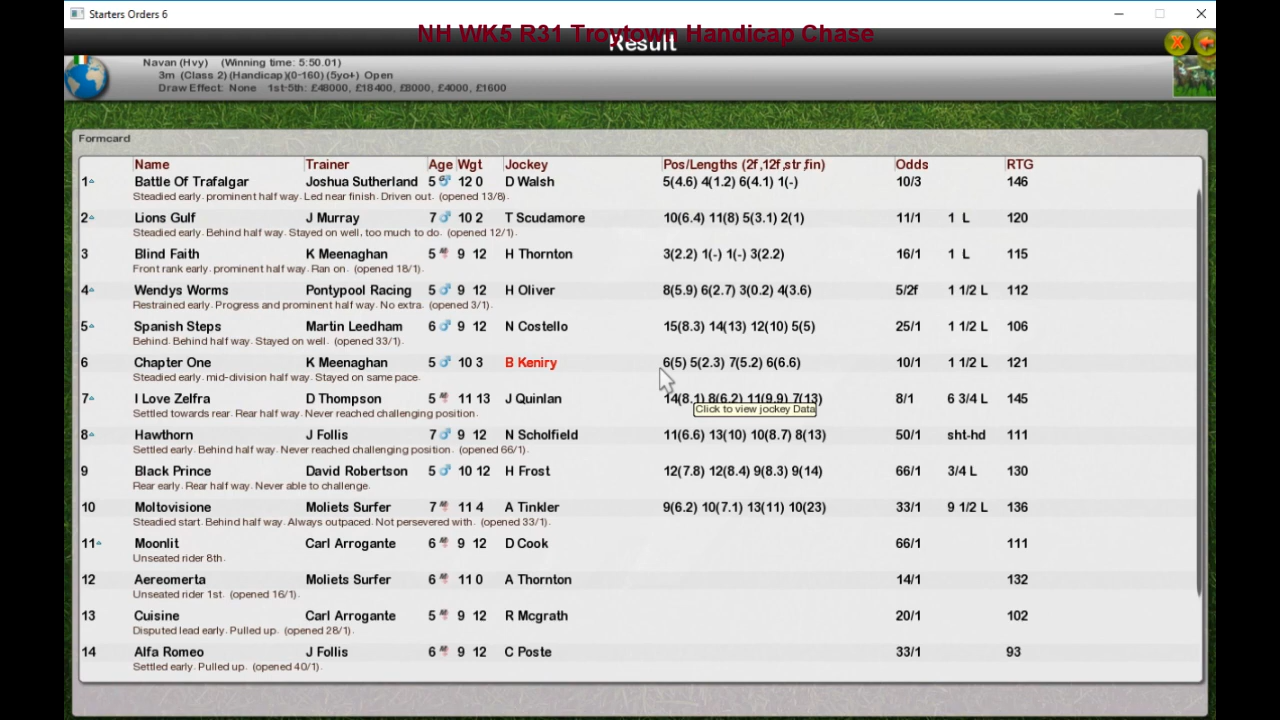 Starters Orders 6
NH WK5 R31 Troytown Handicap Chase
Result
Navan (Hvy) (Winning time: 5:50.01)
3m (Class 2)(Handicap)(0-160)(5yo+) Open
Draw Effect: None 1st-5th: £48000, £18400, £8000, £4000, £1600
Formcard
Name Trainer Age Wgt Jockey Pos/Lengths (2f,12f,str,fin) Odds RTG
1 Battle Of Trafalgar Joshua Sutherland 5 12 0 D Walsh 5(4.6) 4(1.2) 6(4.1) 1(-) 10/3 146
Steadied early. prominent half way. Led near finish. Driven out. (opened 13/8).
2 Lions Gulf J Murray 7 10 2 T Scudamore 10(6.4) 11(8) 5(3.1) 2(1) 11/1 1 L 120
Steadied early. Behind half way. Stayed on well, too much to do. (opened 12/1).
3 Blind Faith K Meenaghan 5 9 12 H Thornton 3(2.2) 1(-) 1(-) 3(2.2) 16/1 1 L 115
Front rank early. prominent half way. Ran on. (opened 18/1).
4 Wendys Worms Pontypool Racing 5 9 12 H Oliver 8(5.9) 6(2.7) 3(0.2) 4(3.6) 5/2f 1 1/2 L 112
Restrained early. Progress and prominent half way. No extra. (opened 3/1).
5 Spanish Steps Martin Leedham 6 9 12 N Costello 15(8.3) 14(13) 12(10) 5(5) 25/1 1 1/2 L 106
Behind. Behind half way. Stayed on well. (opened 33/1).
6 Chapter One K Meenaghan 5 10 3 B Keniry 6(5) 5(2.3) 7(5.2) 6(6.6) 10/1 1 1/2 L 121
Steadied early. mid-division half way. Stayed on same pace.
7 I Love Zelfra D Thompson 5 11 13 J Quinlan 14(8.1) 8(6.2) 11(9.9) 7(13) 8/1 6 3/4 L 145
Settled towards rear. Rear half way. Never reached challenging position.
Click to view jockey Data
8 Hawthorn J Follis 7 9 12 N Scholfield 11(6.6) 13(10) 10(8.7) 8(13) 50/1 sht-hd 111
Settled early. Behind half way. Never reached challenging position. (opened 66/1).
9 Black Prince David Robertson 5 10 12 H Frost 12(7.8) 12(8.4) 9(8.3) 9(14) 66/1 3/4 L 130
Rear early. Rear half way. Never able to challenge.
10 Moltovisione Moliets Surfer 7 11 4 A Tinkler 9(6.2) 10(7.1) 13(11) 10(23) 33/1 9 1/2 L 136
Steadied start. Behind half way. Always outpaced. Not persevered with. (opened 33/1).
11 Moonlit Carl Arrogante 6 9 12 D Cook 66/1 111
Unseated rider 8th.
12 Aereomerta Moliets Surfer 6 11 0 A Thornton 14/1 132
Unseated rider 1st. (opened 16/1).
13 Cuisine Carl Arrogante 5 9 12 R Mcgrath 20/1 102
Disputed lead early. Pulled up. (opened 28/1).
14 Alfa Romeo J Follis 6 9 12 C Poste 33/1 93
Settled early. Pulled up. (opened 40/1).